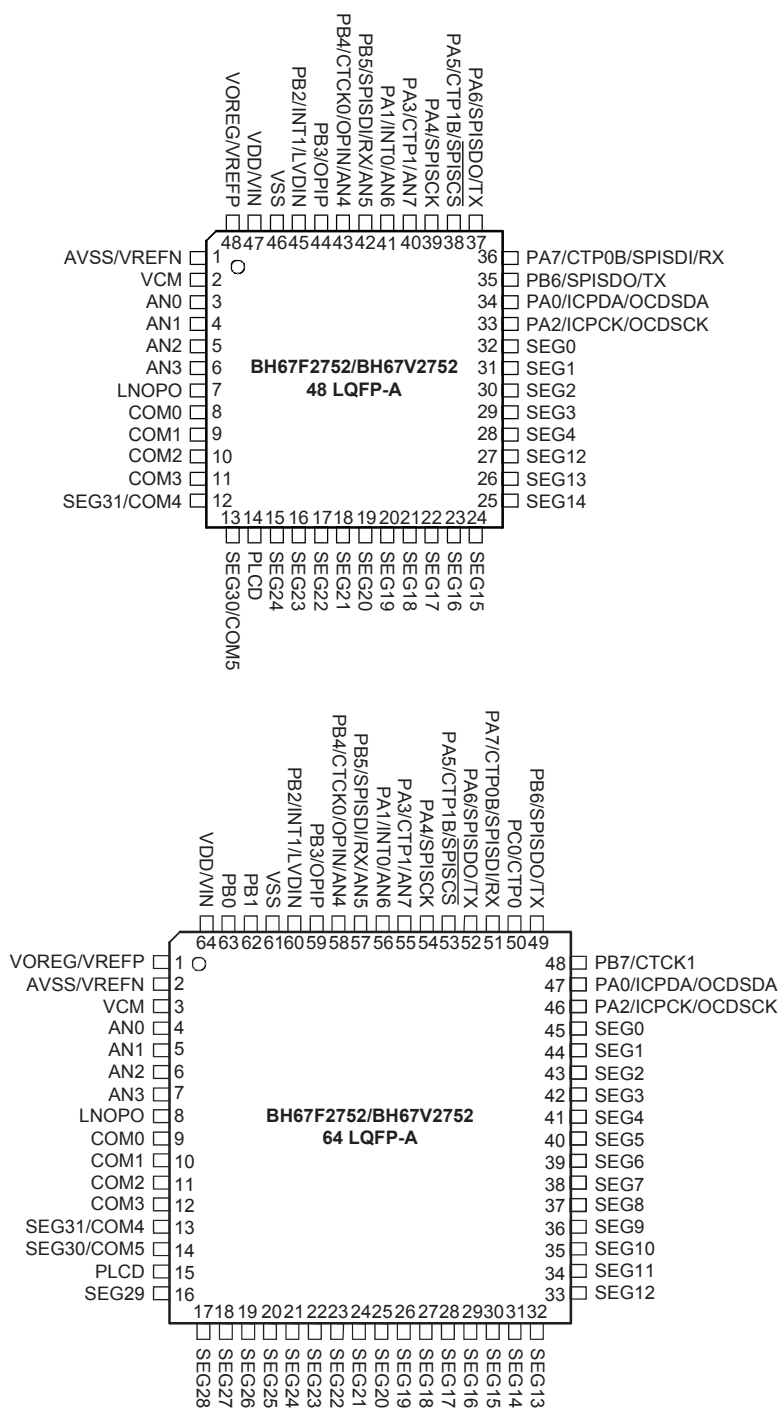 VOREG/VREFP
VDD/VIN
VSS
PB2/INT1/LVDIN
PB3/OPIP
PB4/CTCK0/OPIN/AN4
PB5/SPISDI/RX/AN5
PA1/INT0/AN6
PA3/CTP1/AN7
PA4/SPISCK
PA5/CTP1B/SPISCS
PA6/SPISDO/TX
48 47 46 45 44 43 42 41 40 39 38 37
AVSS/VREFN 1
VCM 2
AN0 3
AN1 4
AN2 5
AN3 6
LNOPO 7
COM0 8
COM1 9
COM2 10
COM3 11
SEG31/COM4 12
BH67F2752/BH67V2752
48 LQFP-A
36 PA7/CTP0B/SPISDI/RX
35 PB6/SPISDO/TX
34 PA0/ICPDA/OCDSDA
33 PA2/ICPCK/OCDSCK
32 SEG0
31 SEG1
30 SEG2
29 SEG3
28 SEG4
27 SEG12
26 SEG13
25 SEG14
13 14 15 16 17 18 19 20 21 22 23 24
SEG30/COM5
PLCD
SEG24
SEG23
SEG22
SEG21
SEG20
SEG19
SEG18
SEG17
SEG16
SEG15
VDD/VIN
PB0
PB1
VSS
PB2/INT1/LVDIN
PB3/OPIP
PB4/CTCK0/OPIN/AN4
PB5/SPISDI/RX/AN5
PA1/INT0/AN6
PA3/CTP1/AN7
PA4/SPISCK
PA5/CTP1B/SPISCS
PA6/SPISDO/TX
PA7/CTP0B/SPISDI/RX
PC0/CTP0
PB6/SPISDO/TX
64 63 62 61 60 59 58 57 56 55 54 53 52 51 50 49
VOREG/VREFP 1
AVSS/VREFN 2
VCM 3
AN0 4
AN1 5
AN2 6
AN3 7
LNOPO 8
COM0 9
COM1 10
COM2 11
COM3 12
SEG31/COM4 13
SEG30/COM5 14
PLCD 15
SEG29 16
BH67F2752/BH67V2752
64 LQFP-A
48 PB7/CTCK1
47 PA0/ICPDA/OCDSDA
46 PA2/ICPCK/OCDSCK
45 SEG0
44 SEG1
43 SEG2
42 SEG3
41 SEG4
40 SEG5
39 SEG6
38 SEG7
37 SEG8
36 SEG9
35 SEG10
34 SEG11
33 SEG12
17 18 19 20 21 22 23 24 25 26 27 28 29 30 31 32
SEG28
SEG27
SEG26
SEG25
SEG24
SEG23
SEG22
SEG21
SEG20
SEG19
SEG18
SEG17
SEG16
SEG15
SEG14
SEG13